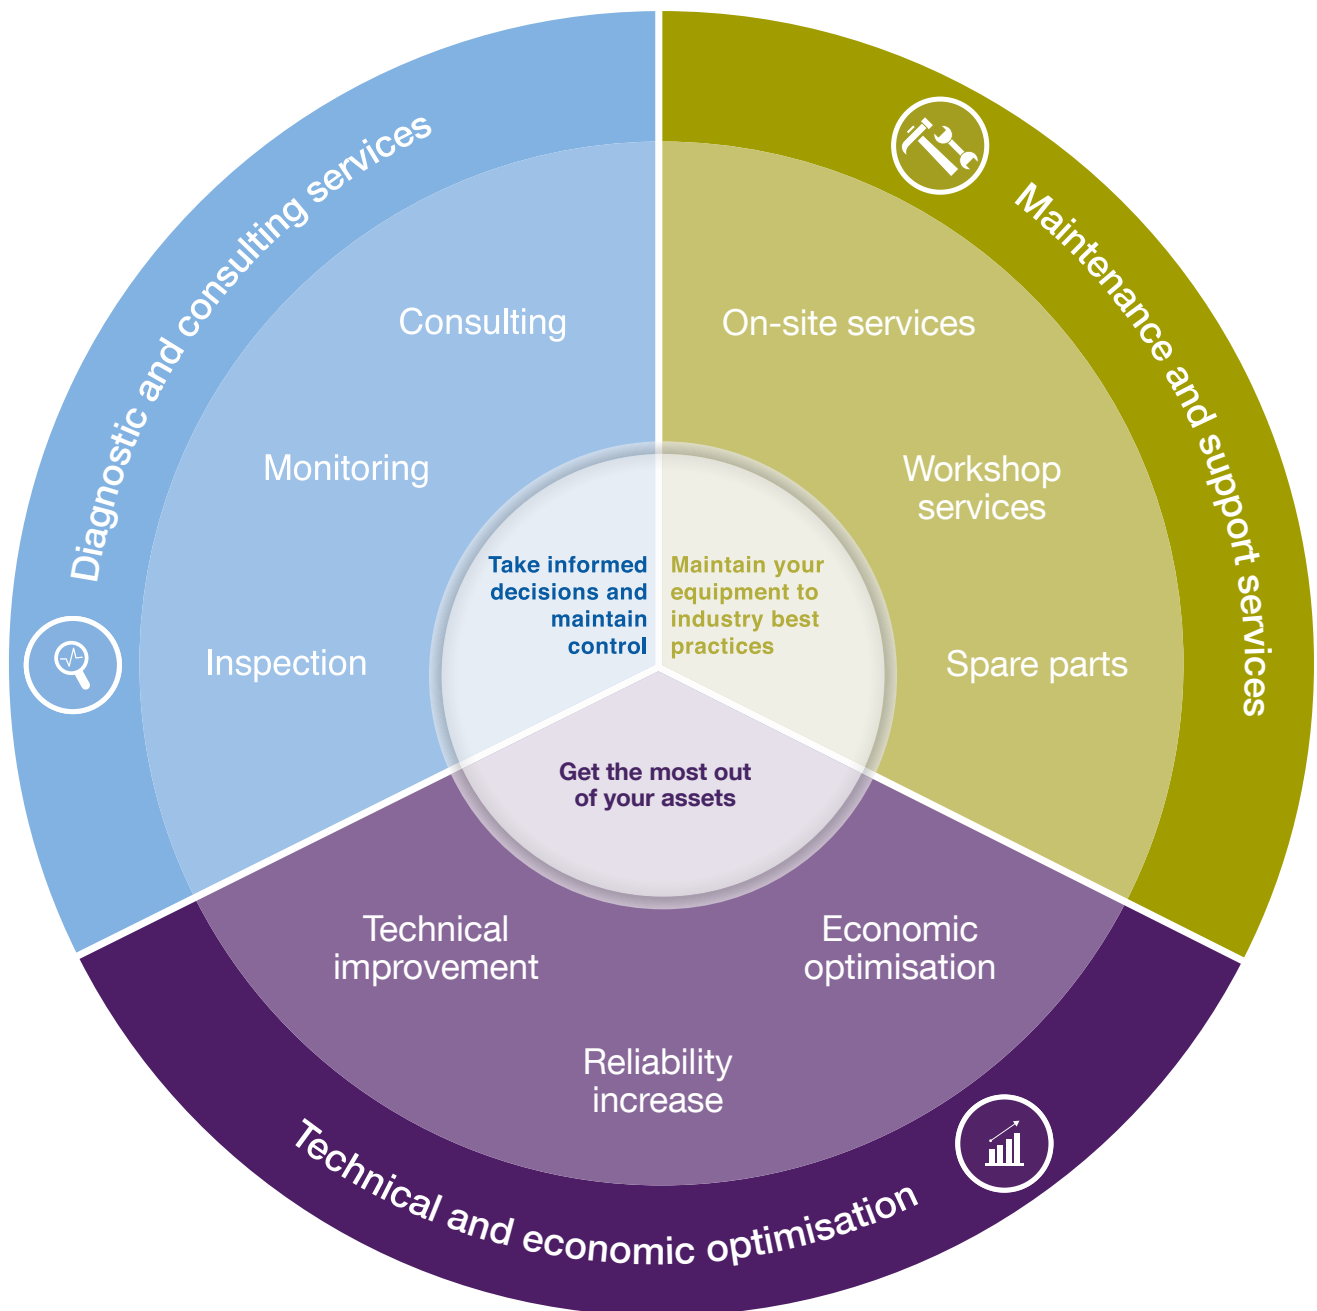 Diagnostic and consulting services
Consulting
Monitoring
Inspection
Take informed
decisions and
maintain
control
Maintenance and support services
On-site services
Workshop
services
Spare parts
Maintain your
equipment to
industry best
practices
Get the most out
of your assets
Technical
improvement
Economic
optimisation
Reliability
increase
Technical and economic optimisation